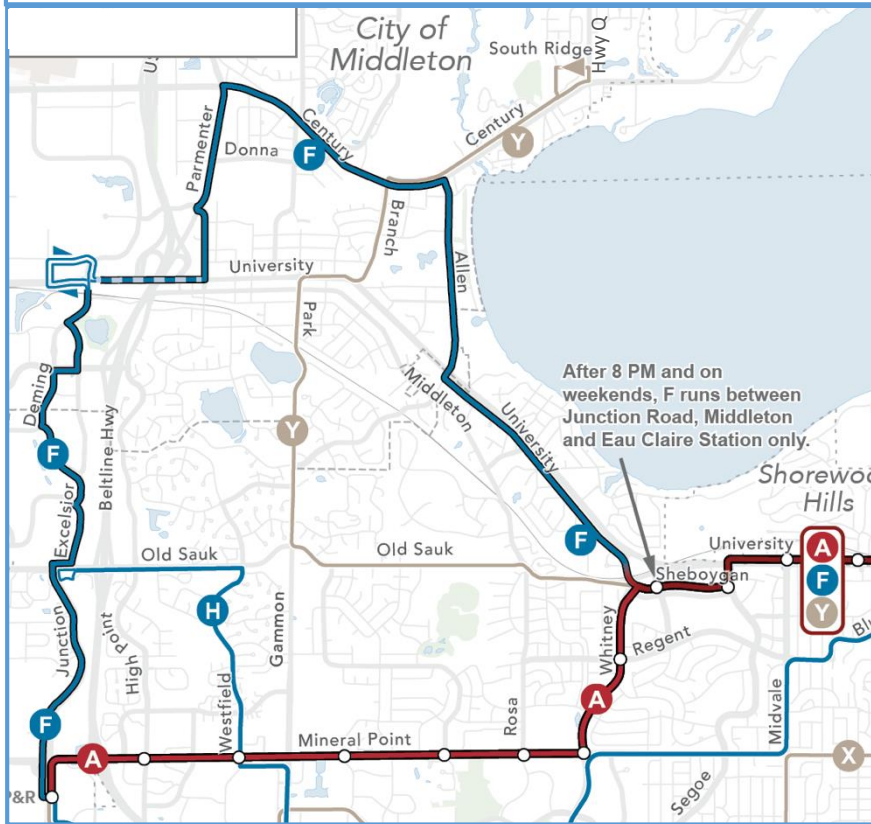 City of
Middleton
South Ridge
Hwy Q
Century
Y
Century
F
Donna
Parmenter
Branch
Allen
University
Park
Middleton
University
After 8 PM and on
weekends, F runs between
Junction Road, Middleton
and Eau Claire Station only.
Deming
F
Beltline Hwy
Y
Excelsior
Shorewoo
Hills
F
Old Sauk
Old Sauk
University
A
F
Y
Sheboygan
H
Junction
High Point
Gammon
Whitney
Regent
Westfield
F
A
Mineral Point
Rosa
A
Midvale
Segoe
X
P&R